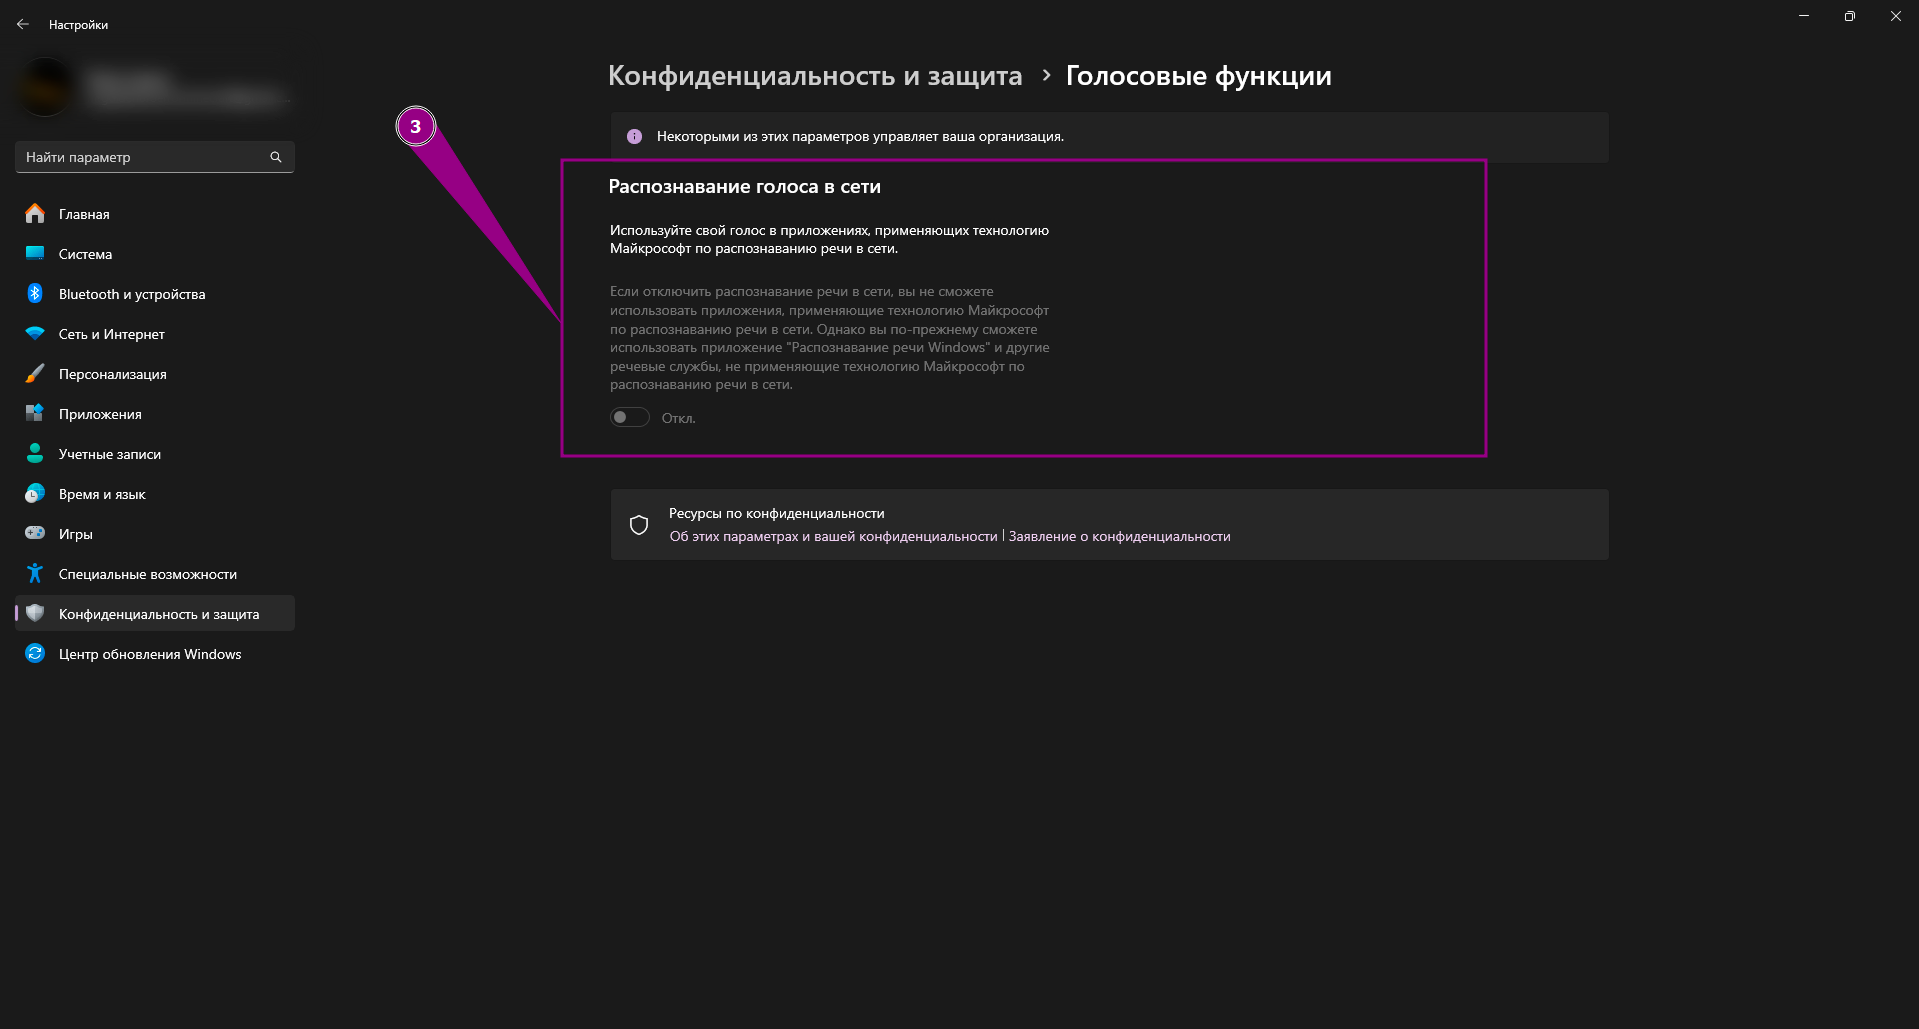 Настройки
Найти параметр
Главная
Система
Bluetooth и устройства
Сеть и Интернет
Персонализация
Приложения
Учетные записи
Время и язык
Игры
Специальные возможности
Конфиденциальность и защита
Центр обновления Windows
3
Конфиденциальность и защита › Голосовые функции
Некоторыми из этих параметров управляет ваша организация.
Распознавание голоса в сети
Используйте свой голос в приложениях, применяющих технологию
Майкрософт по распознаванию речи в сети.
Если отключить распознавание речи в сети, вы не сможете
использовать приложения, применяющие технологию Майкрософт
по распознаванию речи в сети. Однако вы по-прежнему сможете
использовать приложение "Распознавание речи Windows" и другие
речевые службы, не применяющие технологию Майкрософт по
распознаванию речи в сети.
Откл.
Ресурсы по конфиденциальности
Об этих параметрах и вашей конфиденциальности | Заявление о конфиденциальности